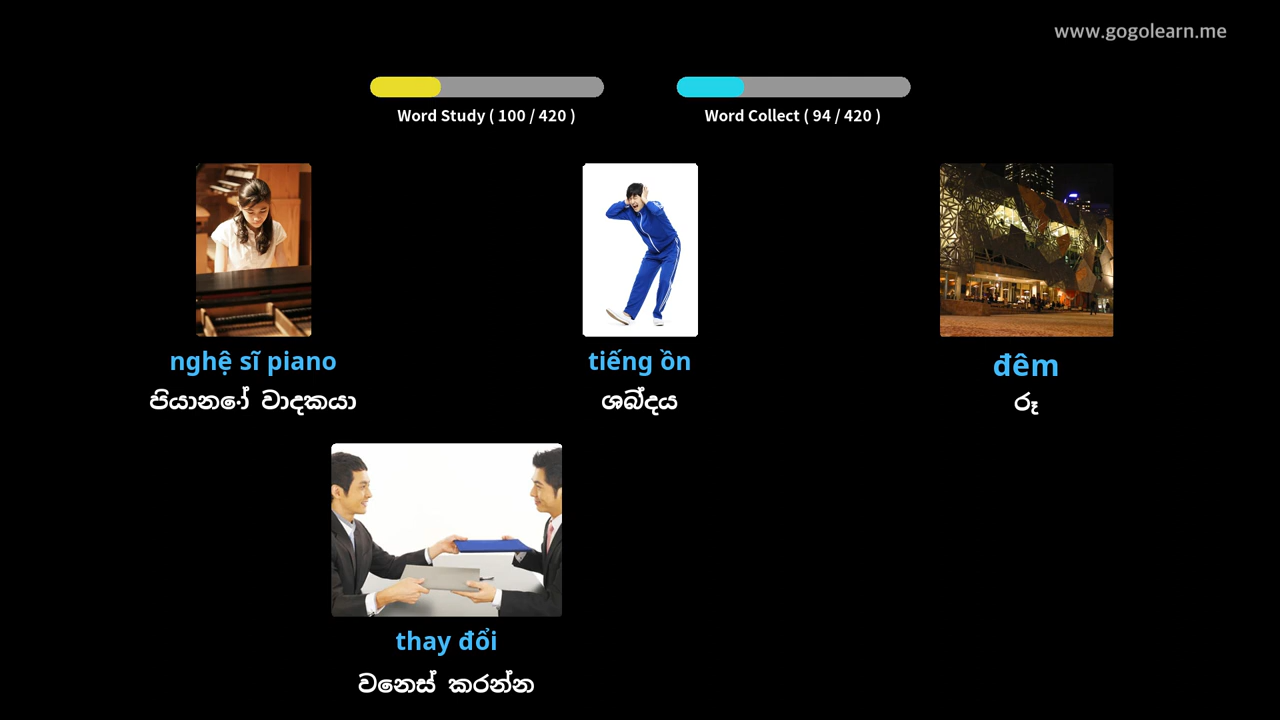 www.gogolearn.me
Word Study ( 100 / 420 )
Word Collect ( 94 / 420 )
nghệ sĩ piano
පියානෝ වාදකයා
tiếng ồn
ශබ්දය
đêm
රෑ
thay đổi
වනෙස් කරන්න